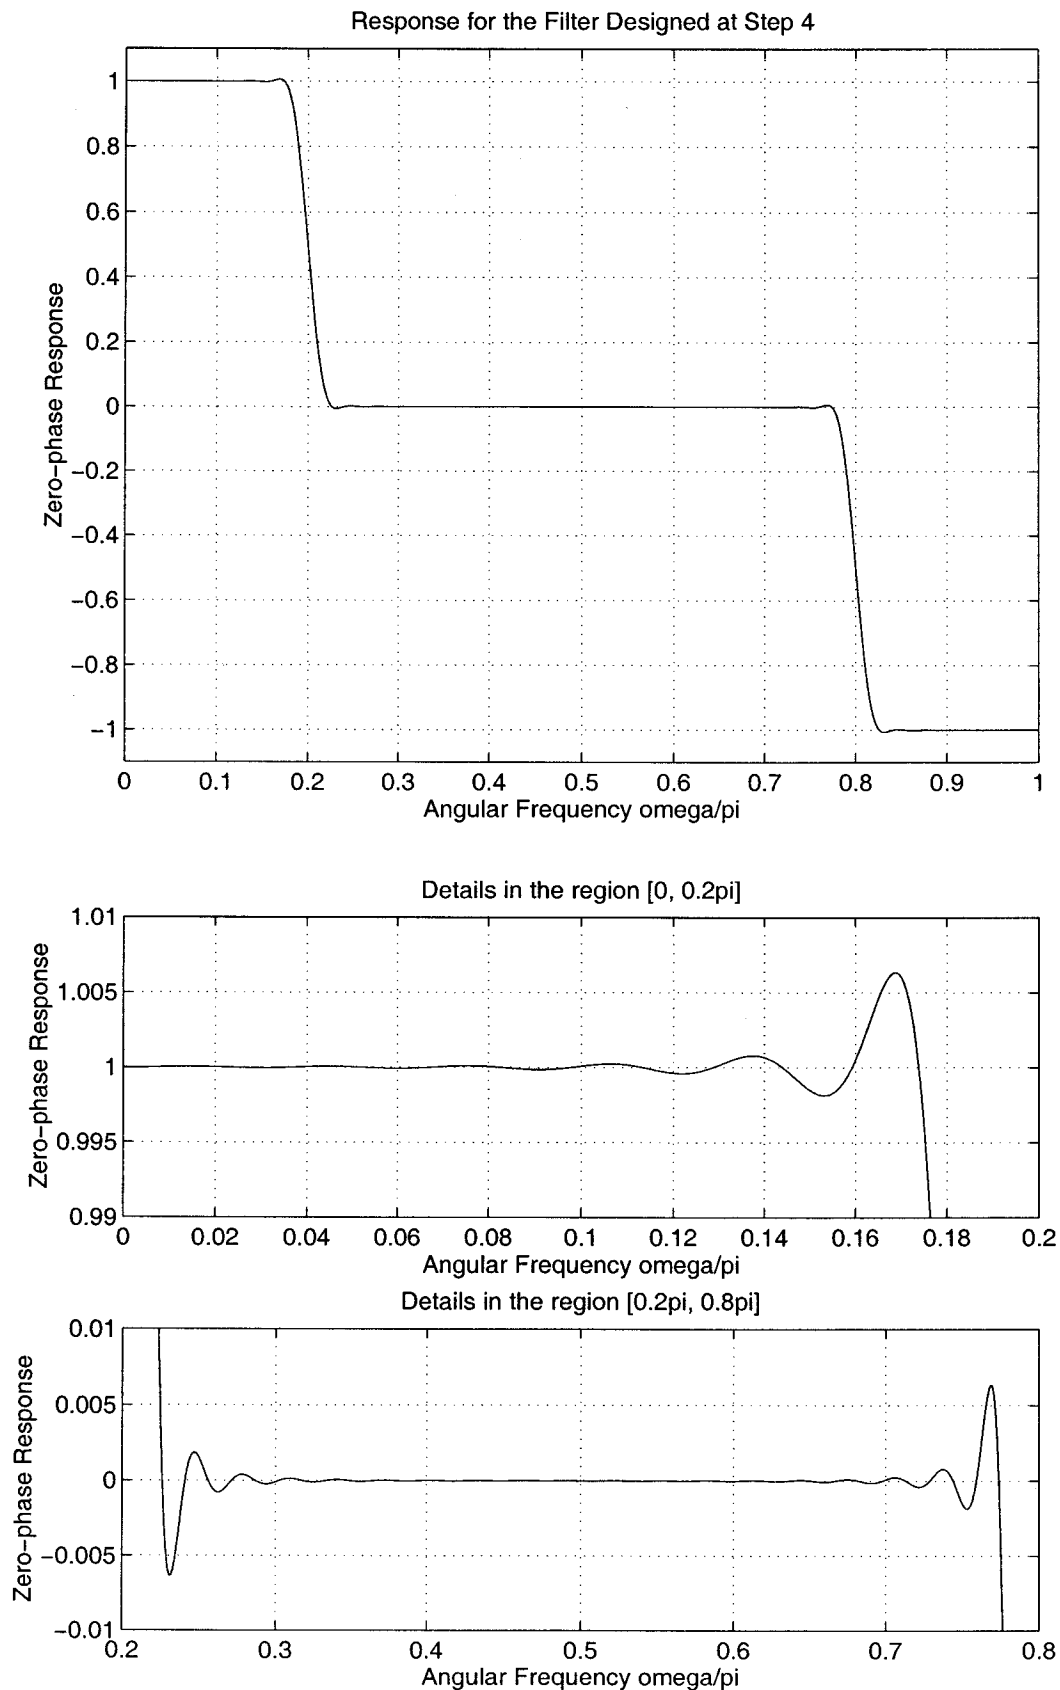 Response for the Filter Designed at Step 4
Zero-phase Response
1
0.8
0.6
0.4
0.2
0
-0.2
-0.4
-0.6
-0.8
-1
0 0.1 0.2 0.3 0.4 0.5 0.6 0.7 0.8 0.9 1
Angular Frequency omega/pi
Details in the region [0, 0.2pi]
Zero-phase Response
1.01
1.005
1
0.995
0.99
0 0.02 0.04 0.06 0.08 0.1 0.12 0.14 0.16 0.18 0.2
Angular Frequency omega/pi
Details in the region [0.2pi, 0.8pi]
Zero-phase Response
0.01
0.005
0
-0.005
-0.01
0.2 0.3 0.4 0.5 0.6 0.7 0.8
Angular Frequency omega/pi